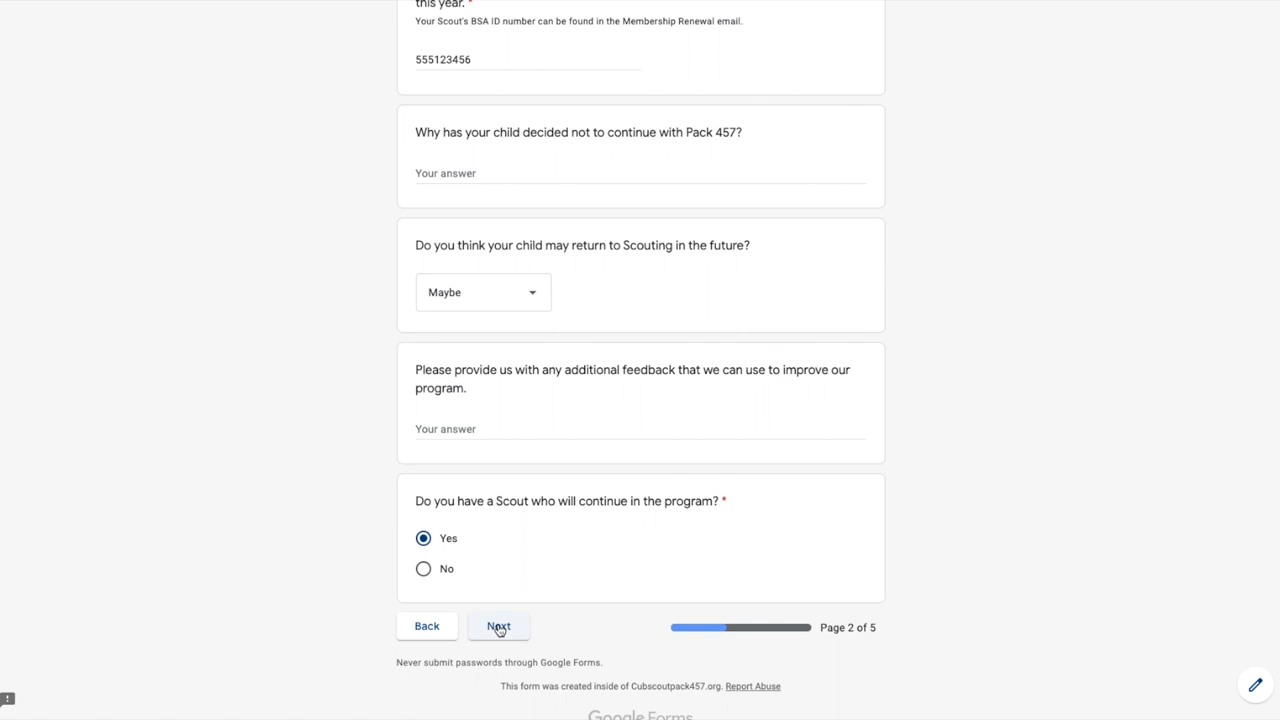 this year. *
Your Scout's BSA ID number can be found in the Membership Renewal email.
555123456
Why has your child decided not to continue with Pack 457?
Your answer
Do you think your child may return to Scouting in the future?
Maybe
Please provide us with any additional feedback that we can use to improve our
program.
Your answer
Do you have a Scout who will continue in the program? *
Yes
No
Back
Next
Page 2 of 5
Never submit passwords through Google Forms.
This form was created inside of Cubscoutpack457.org. Report Abuse
Google Forms